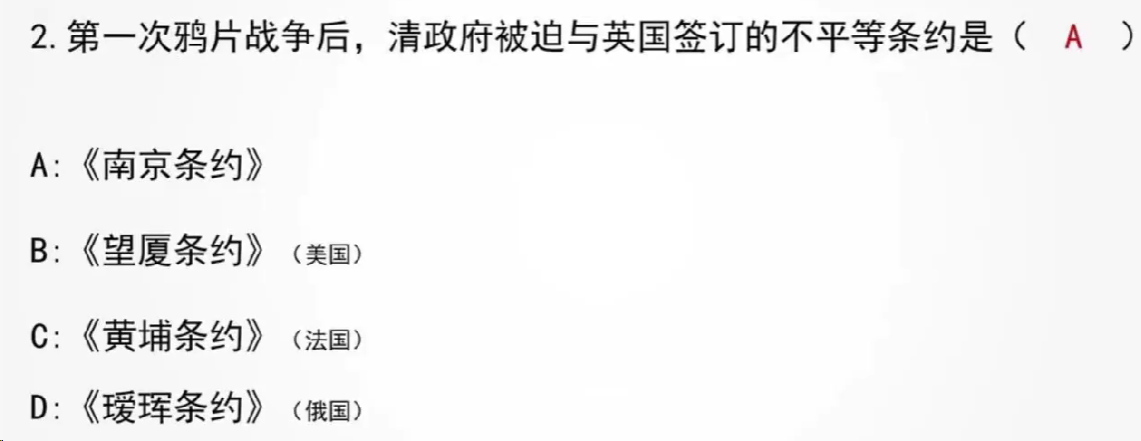 2.第一次鸦片战争后，清政府被迫与英国签订的不平等条约是（ A ）
A:《南京条约》
B:《望厦条约》（美国）
C:《黄埔条约》（法国）
D:《瑷珲条约》（俄国）